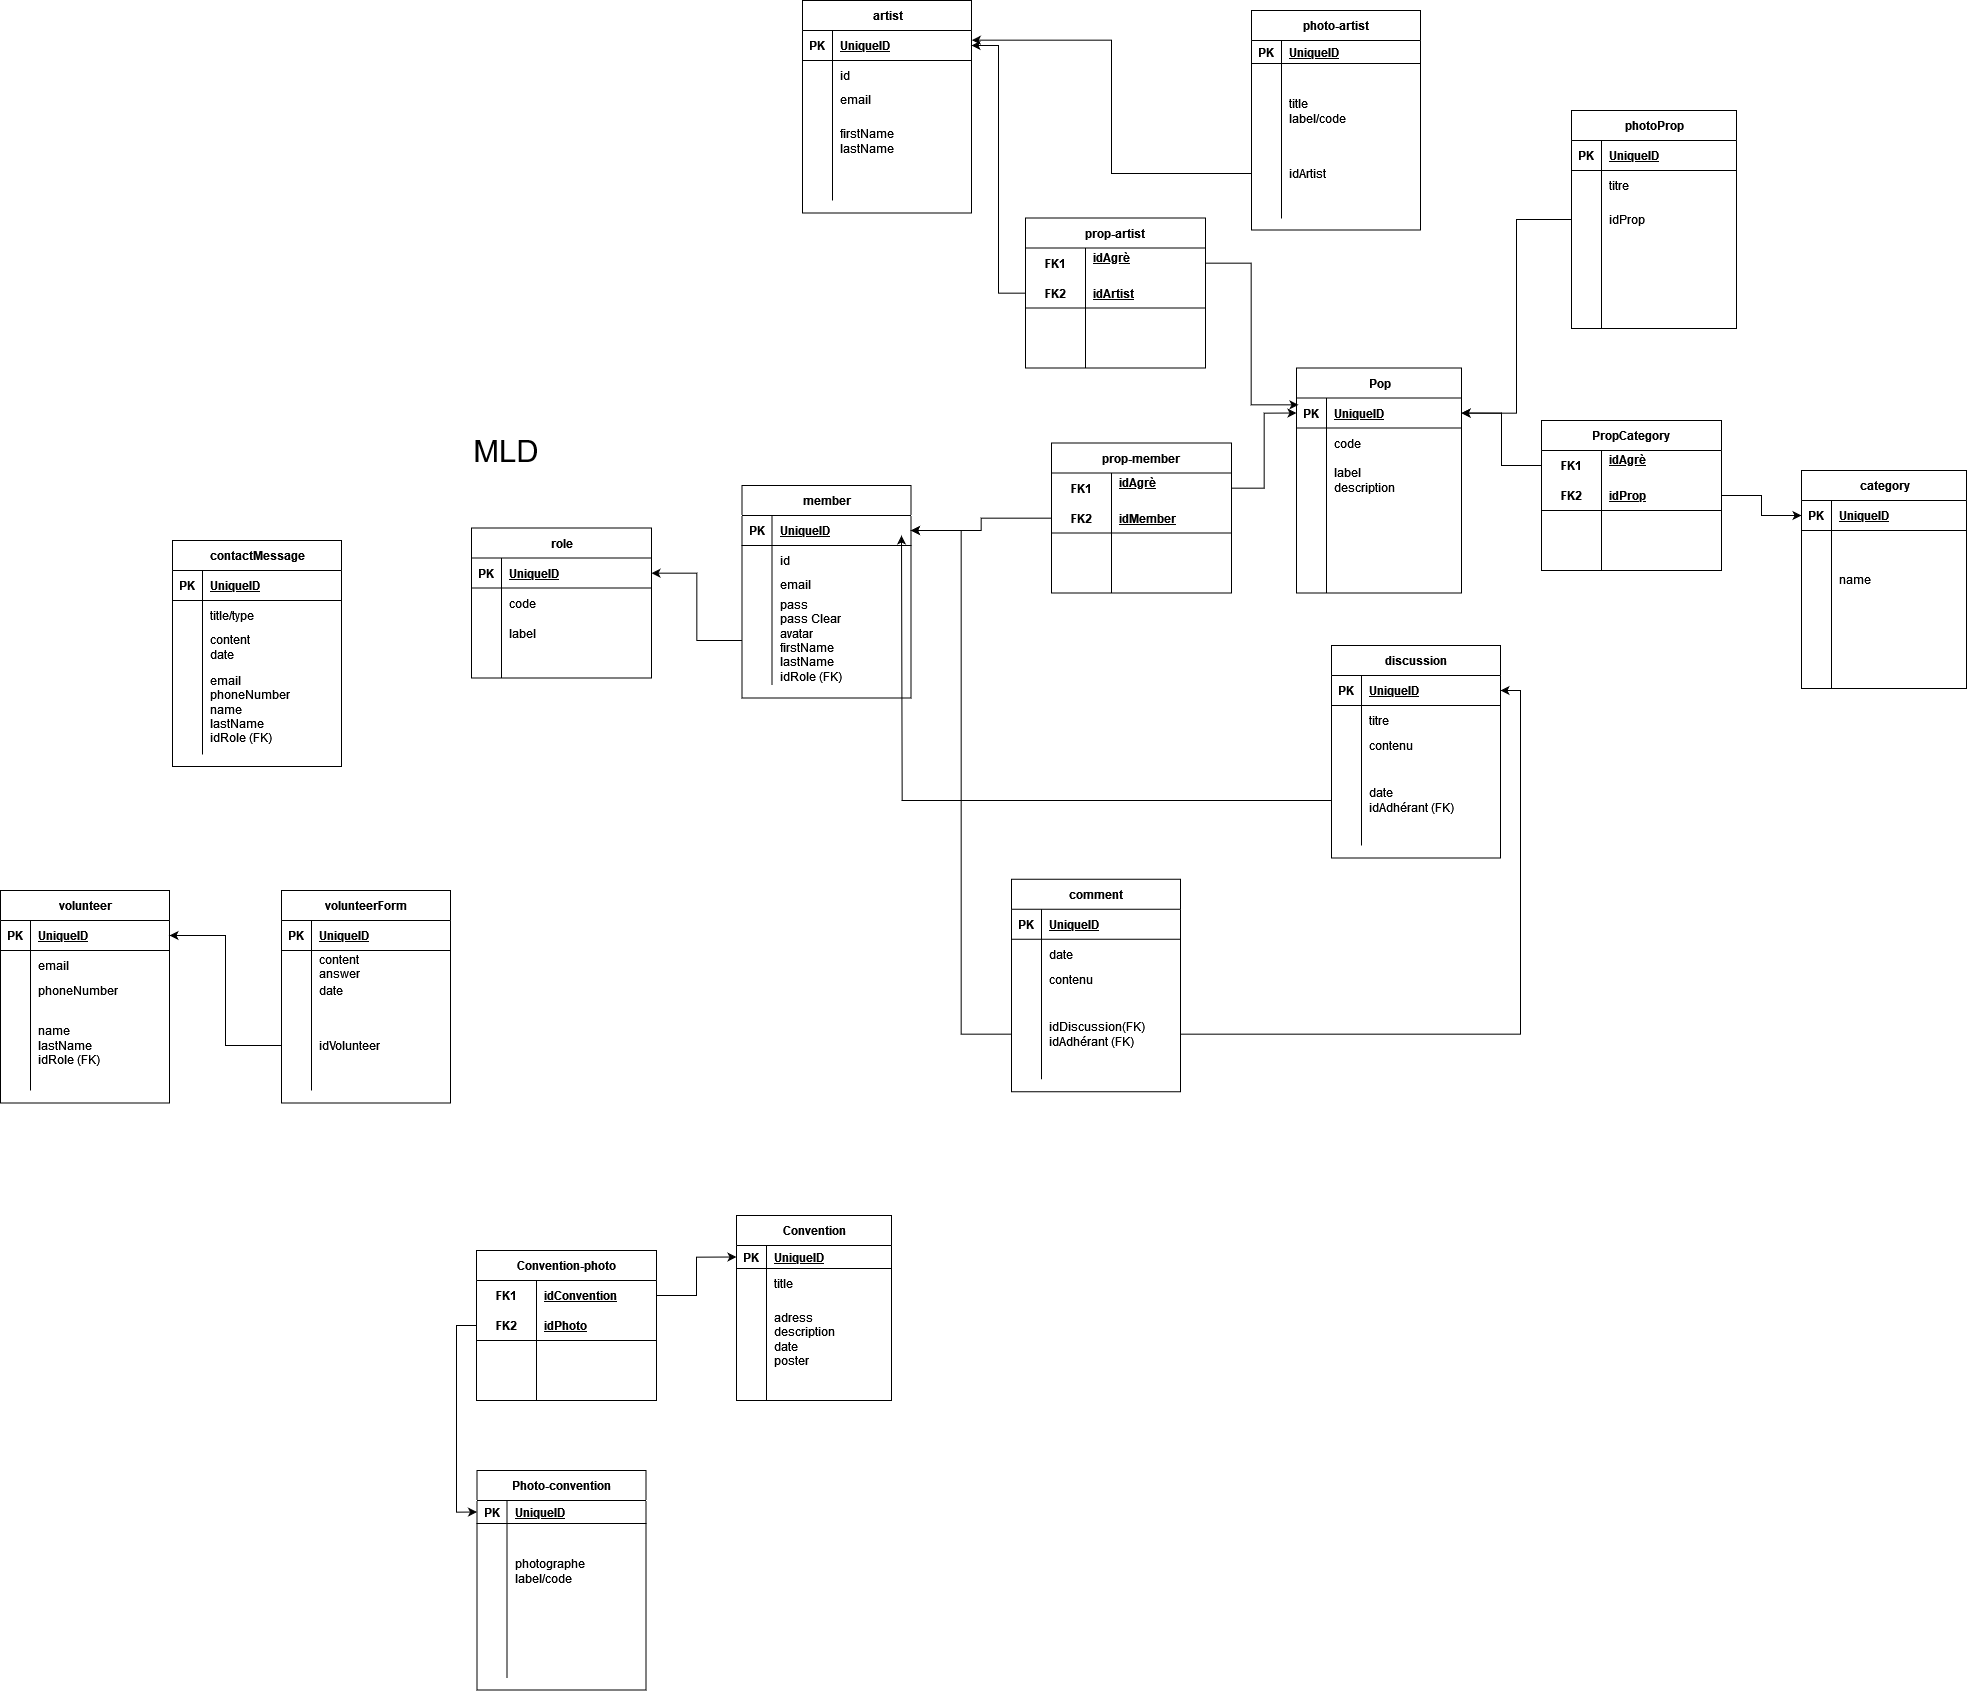 artist
PK UniqueID
id
email
firstName
lastName
photo-artist
PK UniqueID
title
label/code
idArtist
photoProp
PK UniqueID
titre
idProp
prop-artist
FK1 idAgrè
FK2 idArtist
Pop
PK UniqueID
code
label
description
PropCategory
FK1 idAgrè
FK2 idProp
category
PK UniqueID
name
MLD
prop-member
FK1 idAgrè
FK2 idMember
member
PK UniqueID
id
email
pass
pass Clear
avatar
firstName
lastName
idRole (FK)
role
PK UniqueID
code
label
contactMessage
PK UniqueID
title/type
content
date
email
phoneNumber
name
lastName
idRole (FK)
discussion
PK UniqueID
titre
contenu
date
idAdhérant (FK)
volunteer
PK UniqueID
email
phoneNumber
name
lastName
idRole (FK)
volunteerForm
PK UniqueID
content
answer
date
idVolunteer
comment
PK UniqueID
date
contenu
idDiscussion(FK)
idAdhérant (FK)
Convention-photo
FK1 idConvention
FK2 idPhoto
Convention
PK UniqueID
title
adress
description
date
poster
Photo-convention
PK UniqueID
photographe
label/code